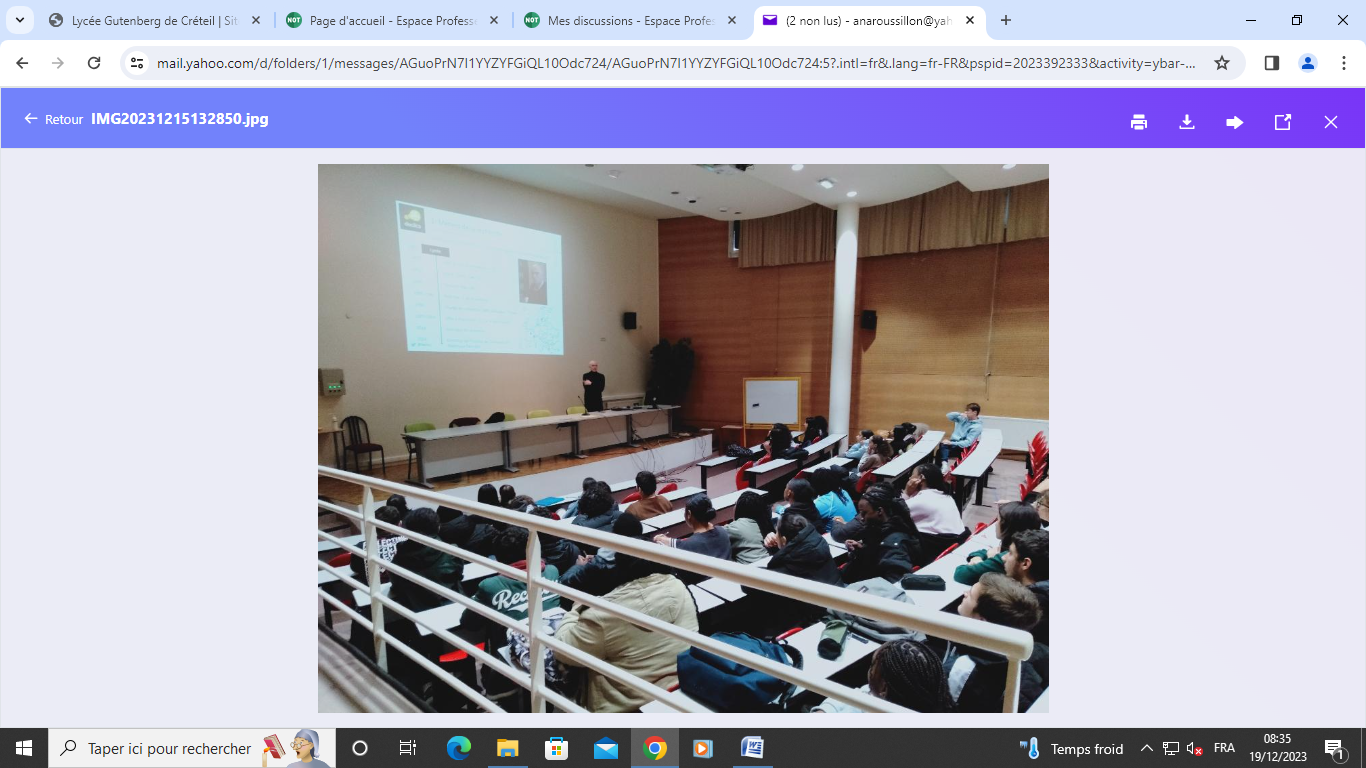 Lycée Gutenberg de Créteil | Sit
Page d'accueil - Espace Profess
Mes discussions - Espace Profes
(2 non lus) - anaroussillon@yah
mail.yahoo.com/d/folders/1/messages/AGuoPrN7I1YYZYFGiQL10Odc724/AGuoPrN7I1YYZYFGiQL10Odc724:5?.intl=fr&.lang=fr-FR&pspid=2023392333&activity=ybar-...
Retour IMG20231215132850.jpg
Taper ici pour rechercher
Temps froid
FRA
08:35
19/12/2023
1